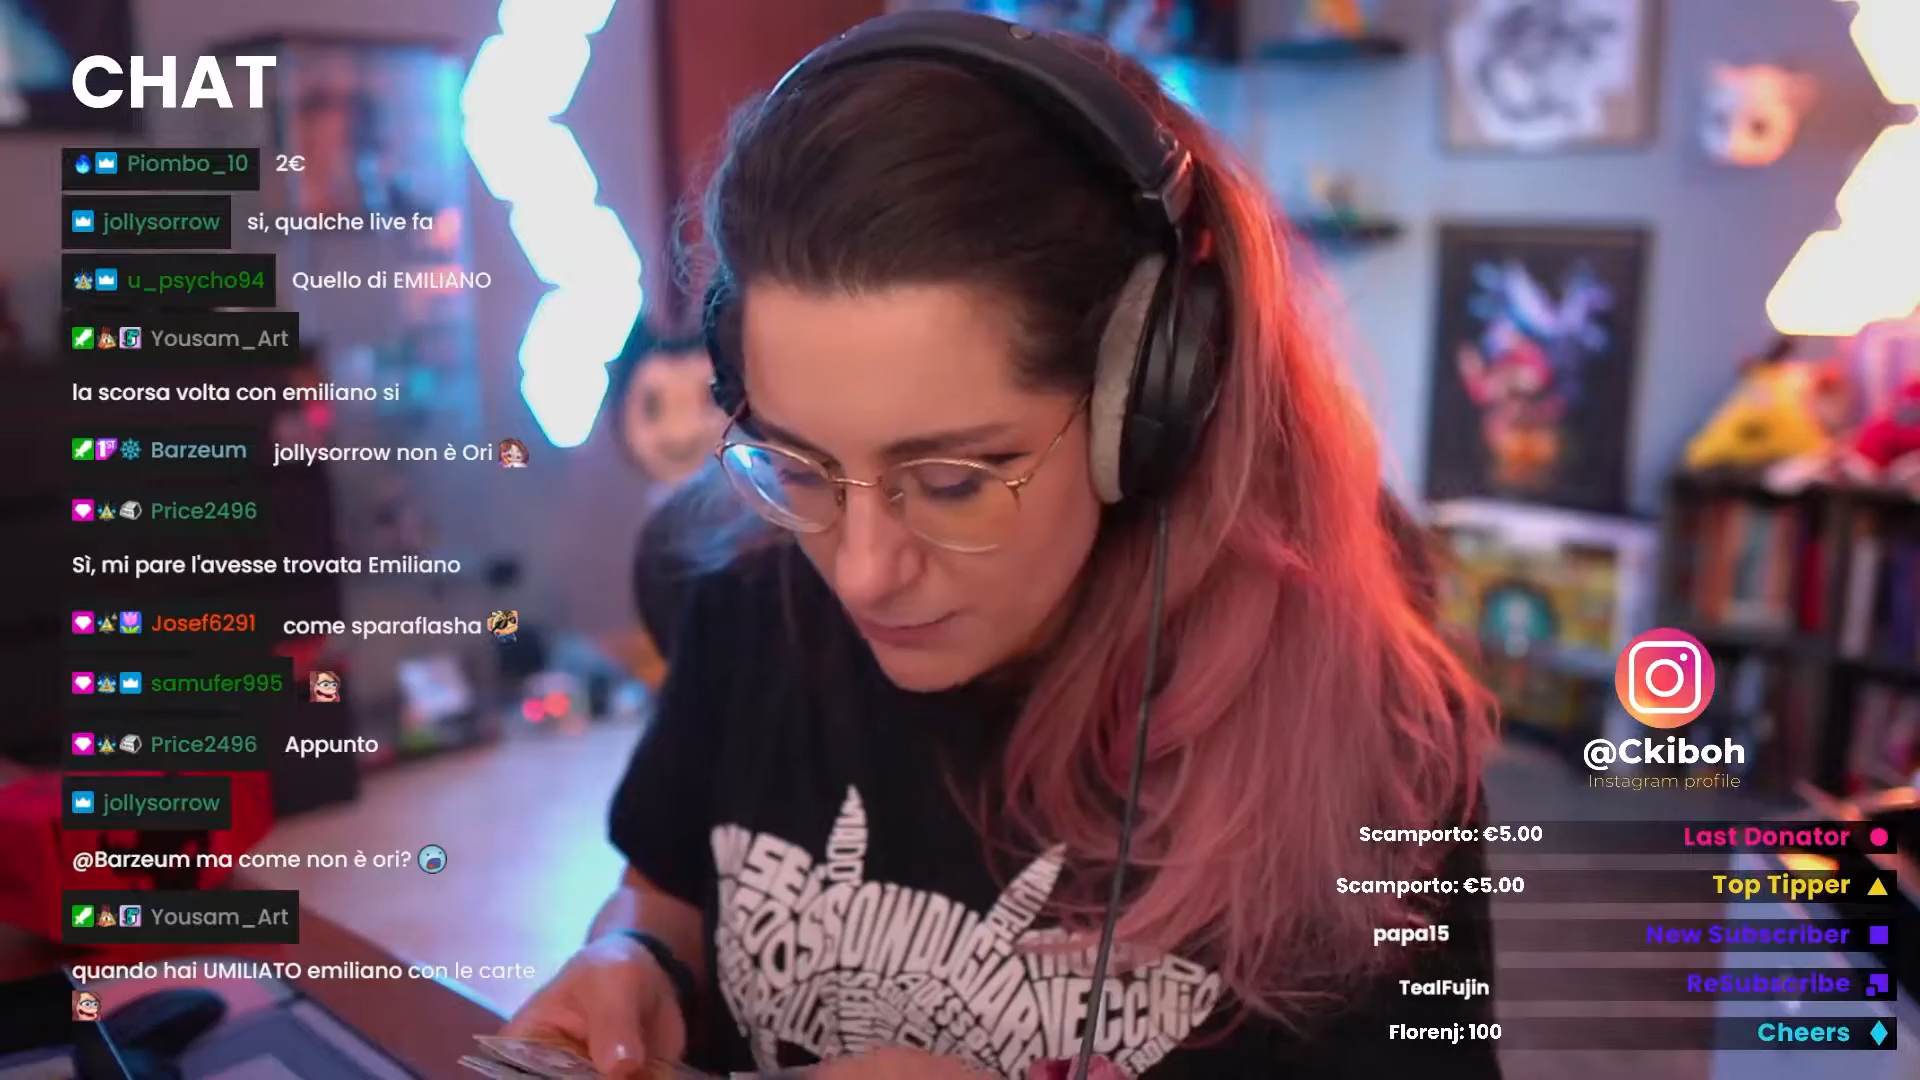 CHAT
Piombo_10 2€
jollysorrow si, qualche live fa
u_psycho94 Quello di EMILIANO
Yousam_Art
la scorsa volta con emiliano si
1ST Barzeum jollysorrow non è Ori
Price2496
Sì, mi pare l'avesse trovata Emiliano
Josef6291 come sparaflasha
samufer995
Price2496 Appunto
jollysorrow
@Barzeum ma come non è ori?
Yousam_Art
quando hai UMILIATO emiliano con le carte
@Ckiboh
Instagram profile
Scamporto: €5.00 Last Donator
Scamporto: €5.00 Top Tipper
papa15 New Subscriber
TealFujin ReSubscribe
Florenj: 100 Cheers
VECCHIO